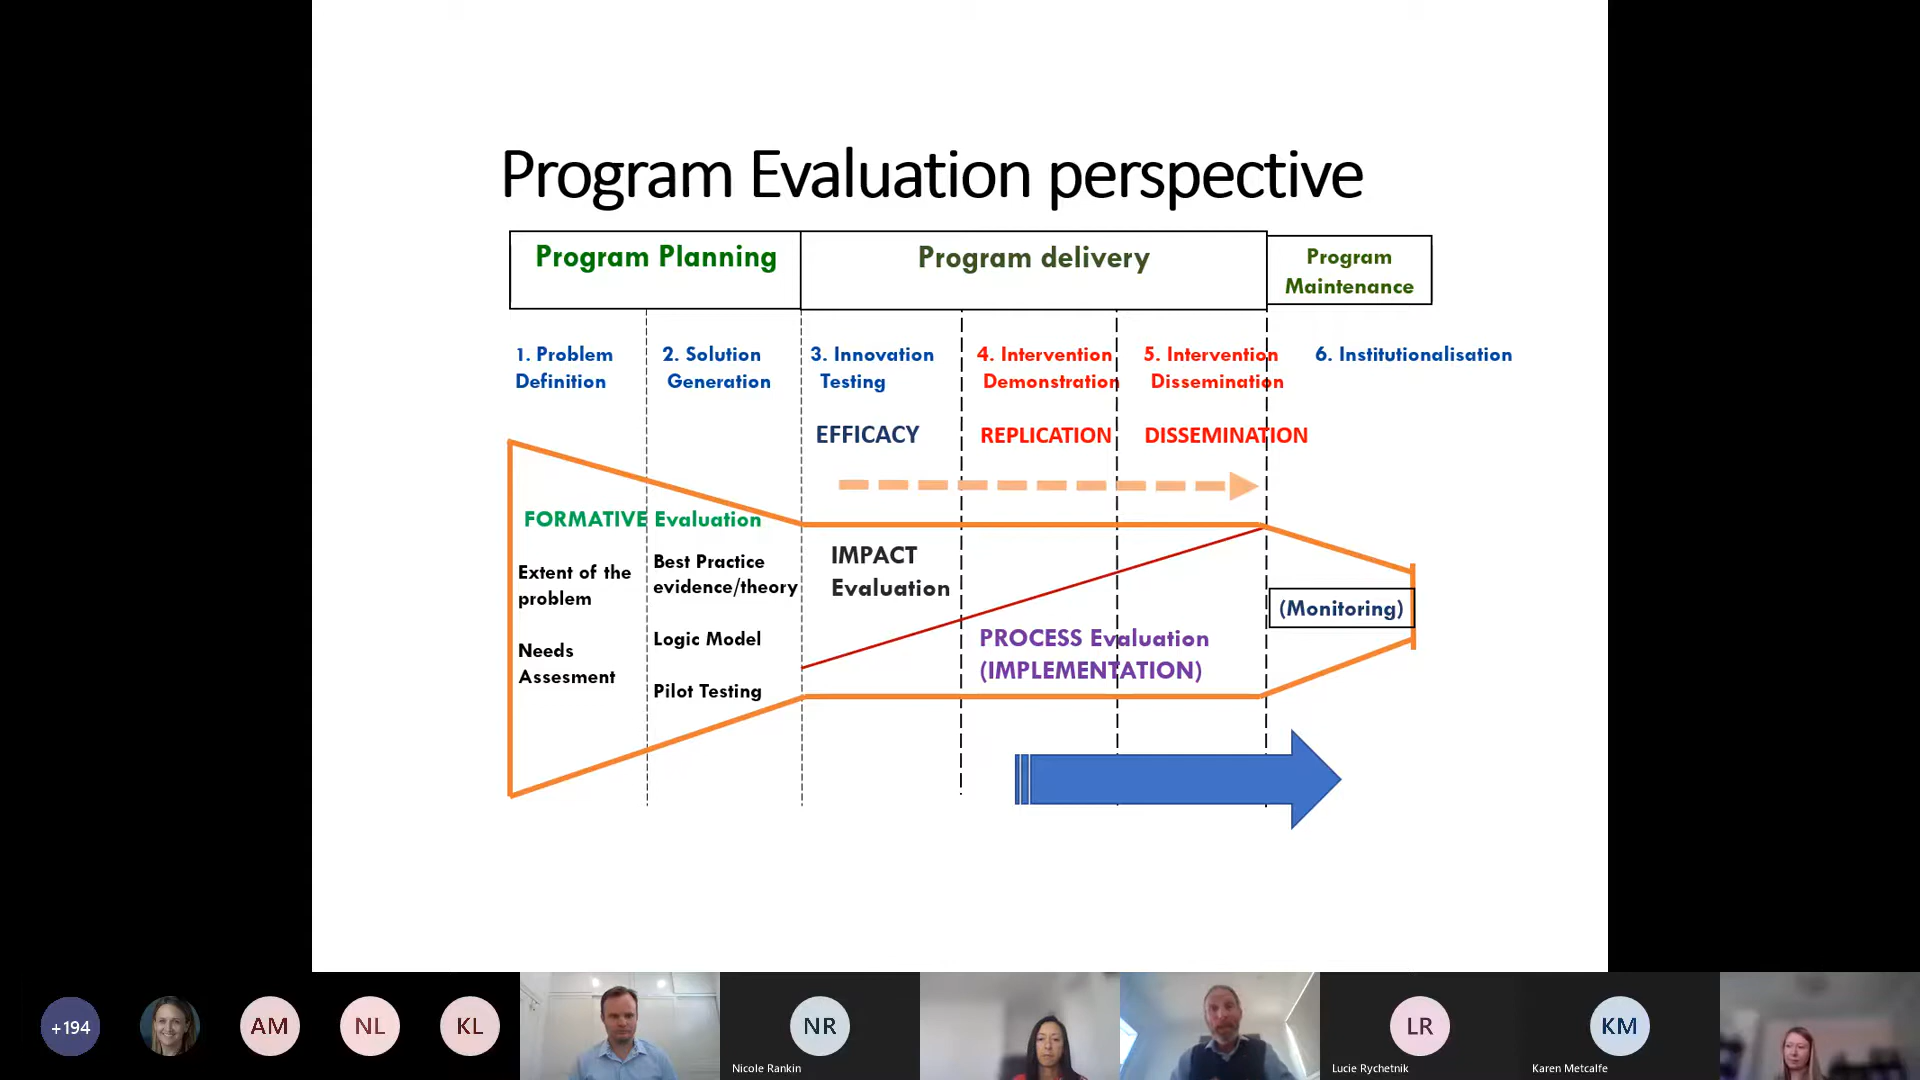 Program Evaluation perspective
Program Planning
Program delivery
Program
Maintenance
1. Problem
Definition
2. Solution
Generation
3. Innovation
Testing
4. Intervention
Demonstration
5. Intervention
Dissemination
6. Institutionalisation
EFFICACY
REPLICATION
DISSEMINATION
FORMATIVE Evaluation
Extent of the
problem
Needs
Assesment
Best Practice
evidence/theory
Logic Model
Pilot Testing
IMPACT
Evaluation
PROCESS Evaluation
(IMPLEMENTATION)
(Monitoring)
+194
AM
NL
KL
NR
Nicole Rankin
LR
Lucie Rychetnik
KM
Karen Metcalfe